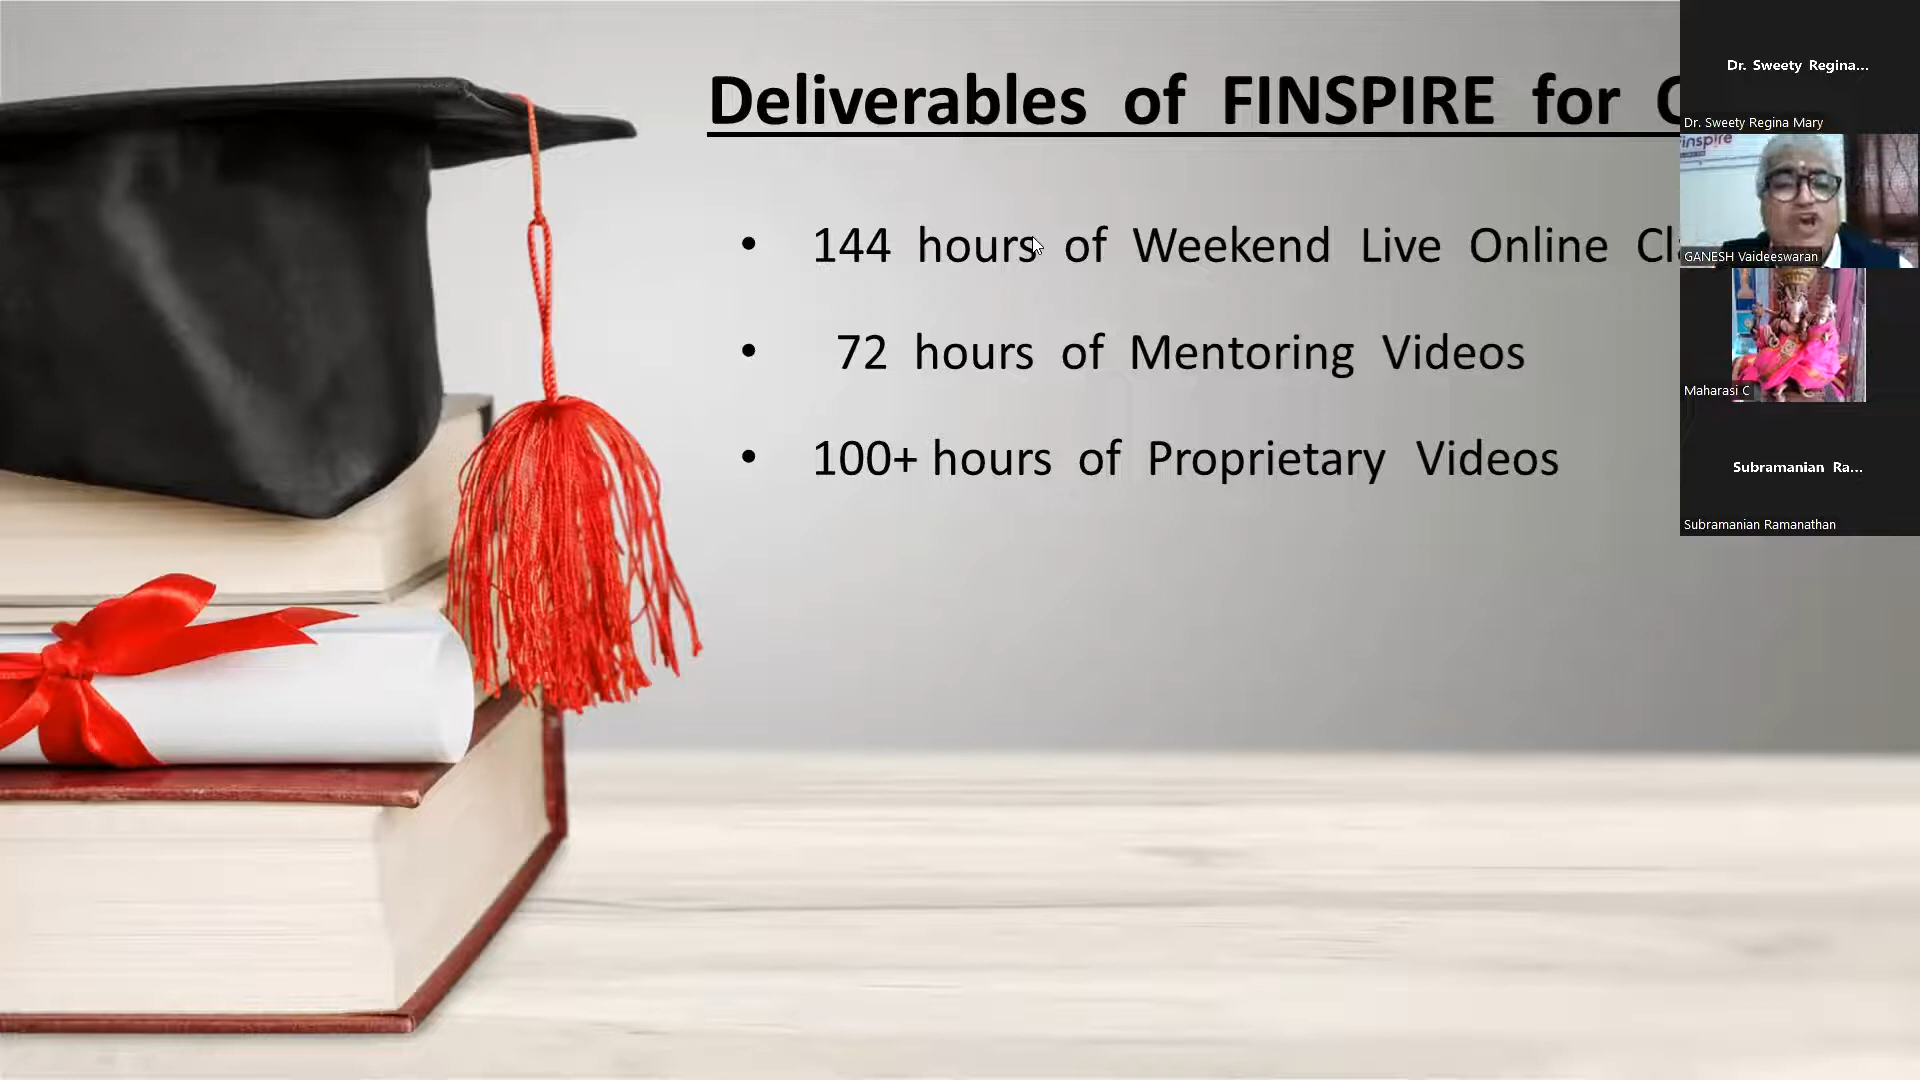 Deliverables of FINSPIRE for
• 144 hours of Weekend Live Online
• 72 hours of Mentoring Videos
• 100+ hours of Proprietary Videos
Dr. Sweety Regina...
Dr. Sweety Regina Mary
inspire
GANESH Vaideeswaran
Maharasi C
Subramanian Ra...
Subramanian Ramanathan